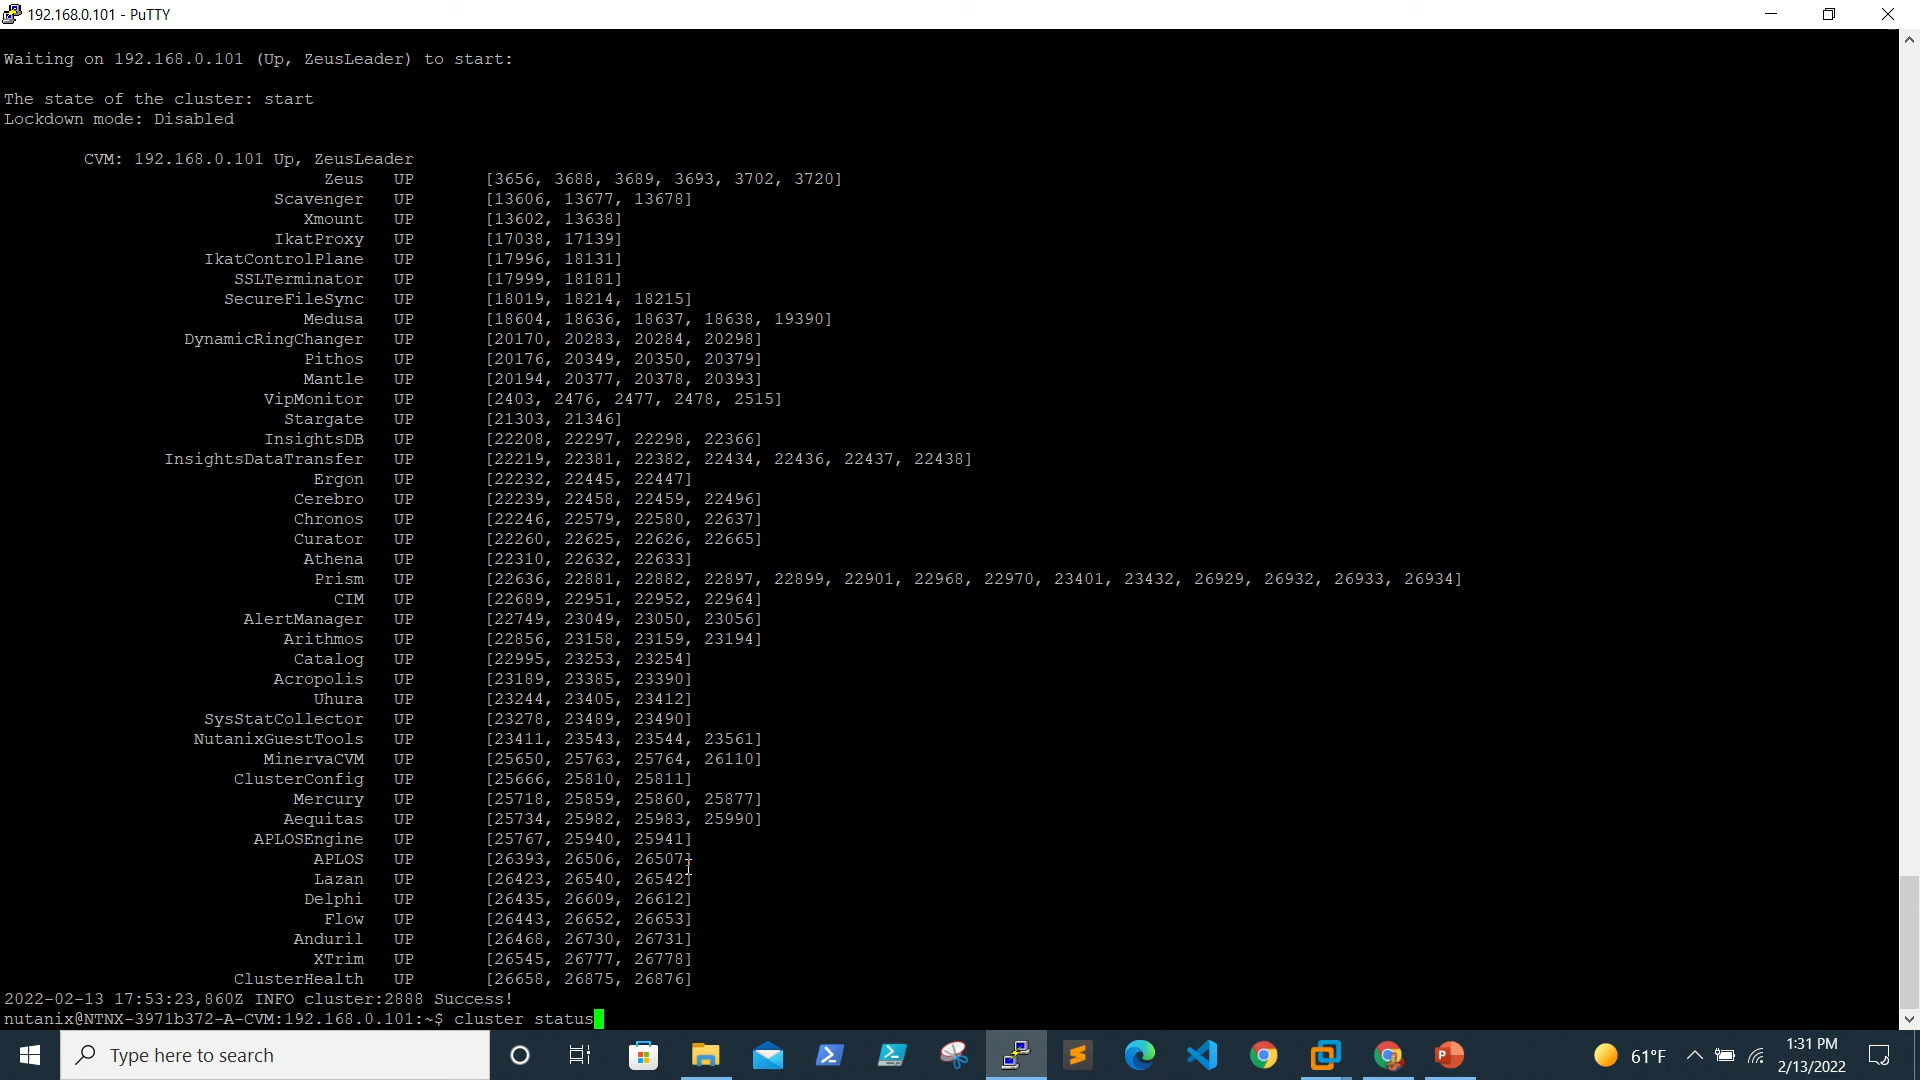 192.168.0.101 - PuTTY
Waiting on 192.168.0.101 (Up, ZeusLeader) to start:
The state of the cluster: start
Lockdown mode: Disabled
CVM: 192.168.0.101 Up, ZeusLeader
Zeus UP [3656, 3688, 3689, 3693, 3702, 3720]
Scavenger UP [13606, 13677, 13678]
Xmount UP [13602, 13638]
IkatProxy UP [17038, 17139]
IkatControlPlane UP [17996, 18131]
SSLTerminator UP [17999, 18181]
SecureFileSync UP [18019, 18214, 18215]
Medusa UP [18604, 18636, 18637, 18638, 19390]
DynamicRingChanger UP [20170, 20283, 20284, 20298]
Pithos UP [20176, 20349, 20350, 20379]
Mantle UP [20194, 20377, 20378, 20393]
VipMonitor UP [2403, 2476, 2477, 2478, 2515]
Stargate UP [21303, 21346]
InsightsDB UP [22208, 22297, 22298, 22366]
InsightsDataTransfer UP [22219, 22381, 22382, 22434, 22436, 22437, 22438]
Ergon UP [22232, 22445, 22447]
Cerebro UP [22239, 22458, 22459, 22496]
Chronos UP [22246, 22579, 22580, 22637]
Curator UP [22260, 22625, 22626, 22665]
Athena UP [22310, 22632, 22633]
Prism UP [22636, 22881, 22882, 22897, 22899, 22901, 22968, 22970, 23401, 23432, 26929, 26932, 26933, 26934]
CIM UP [22689, 22951, 22952, 22964]
AlertManager UP [22749, 23049, 23050, 23056]
Arithmos UP [22856, 23158, 23159, 23194]
Catalog UP [22995, 23253, 23254]
Acropolis UP [23189, 23385, 23390]
Uhura UP [23244, 23405, 23412]
SysStatCollector UP [23278, 23489, 23490]
NutanixGuestTools UP [23411, 23543, 23544, 23561]
MinervaCVM UP [25650, 25763, 25764, 26110]
ClusterConfig UP [25666, 25810, 25811]
Mercury UP [25718, 25859, 25860, 25877]
Aequitas UP [25734, 25982, 25983, 25990]
APLOSEngine UP [25767, 25940, 25941]
APLOS UP [26393, 26506, 26507]
Lazan UP [26423, 26540, 26542]
Delphi UP [26435, 26609, 26612]
Flow UP [26443, 26652, 26653]
Anduril UP [26468, 26730, 26731]
XTrim UP [26545, 26777, 26778]
ClusterHealth UP [26658, 26875, 26876]
2022-02-13 17:53:23,860Z INFO cluster:2888 Success!
nutanix@NTNX-3971b372-A-CVM:192.168.0.101:~$ cluster status
Type here to search
61°F
1:31 PM
2/13/2022